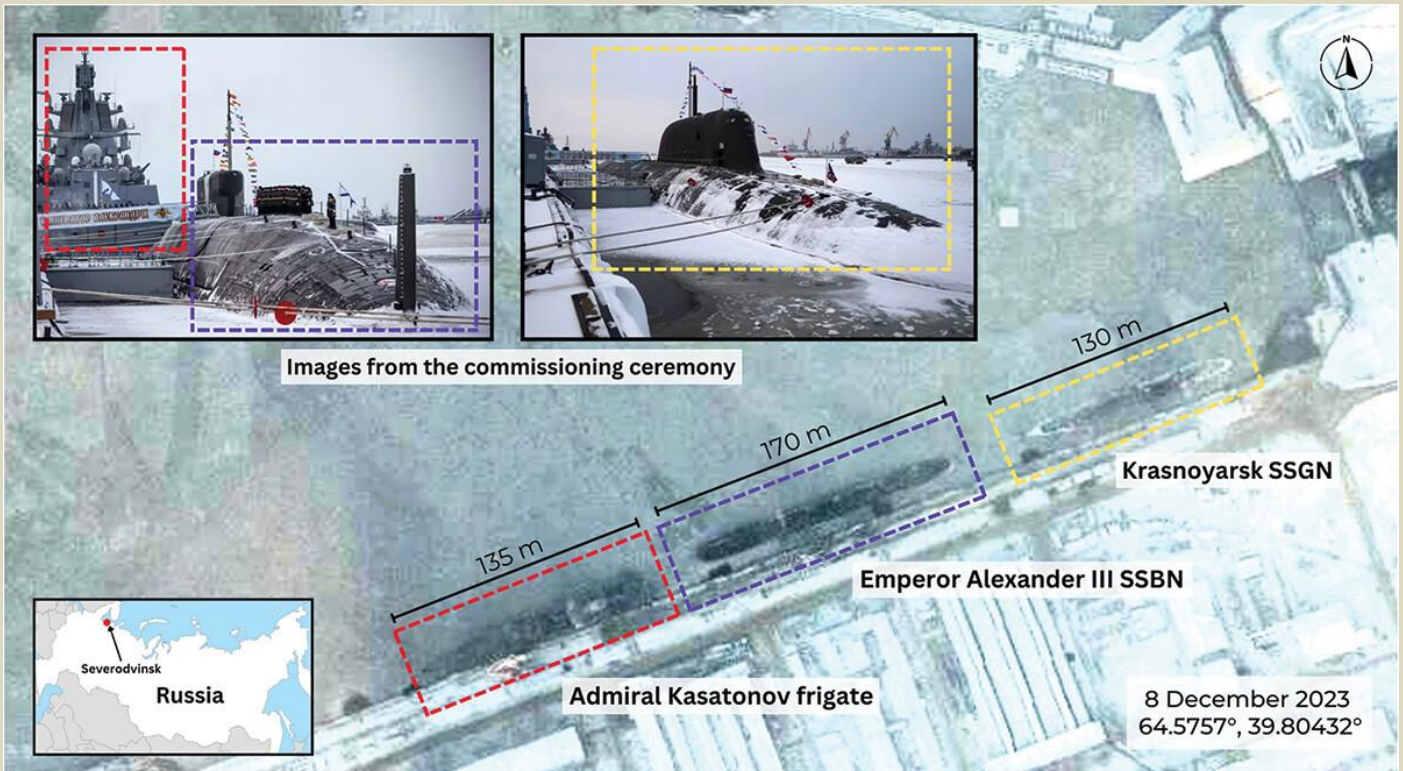 N
Images from the commissioning ceremony
130 m
170 m
135 m
Krasnoyarsk SSGN
Emperor Alexander III SSBN
Admiral Kasatonov frigate
Severodvinsk
Russia
8 December 2023
64.5757°, 39.80432°